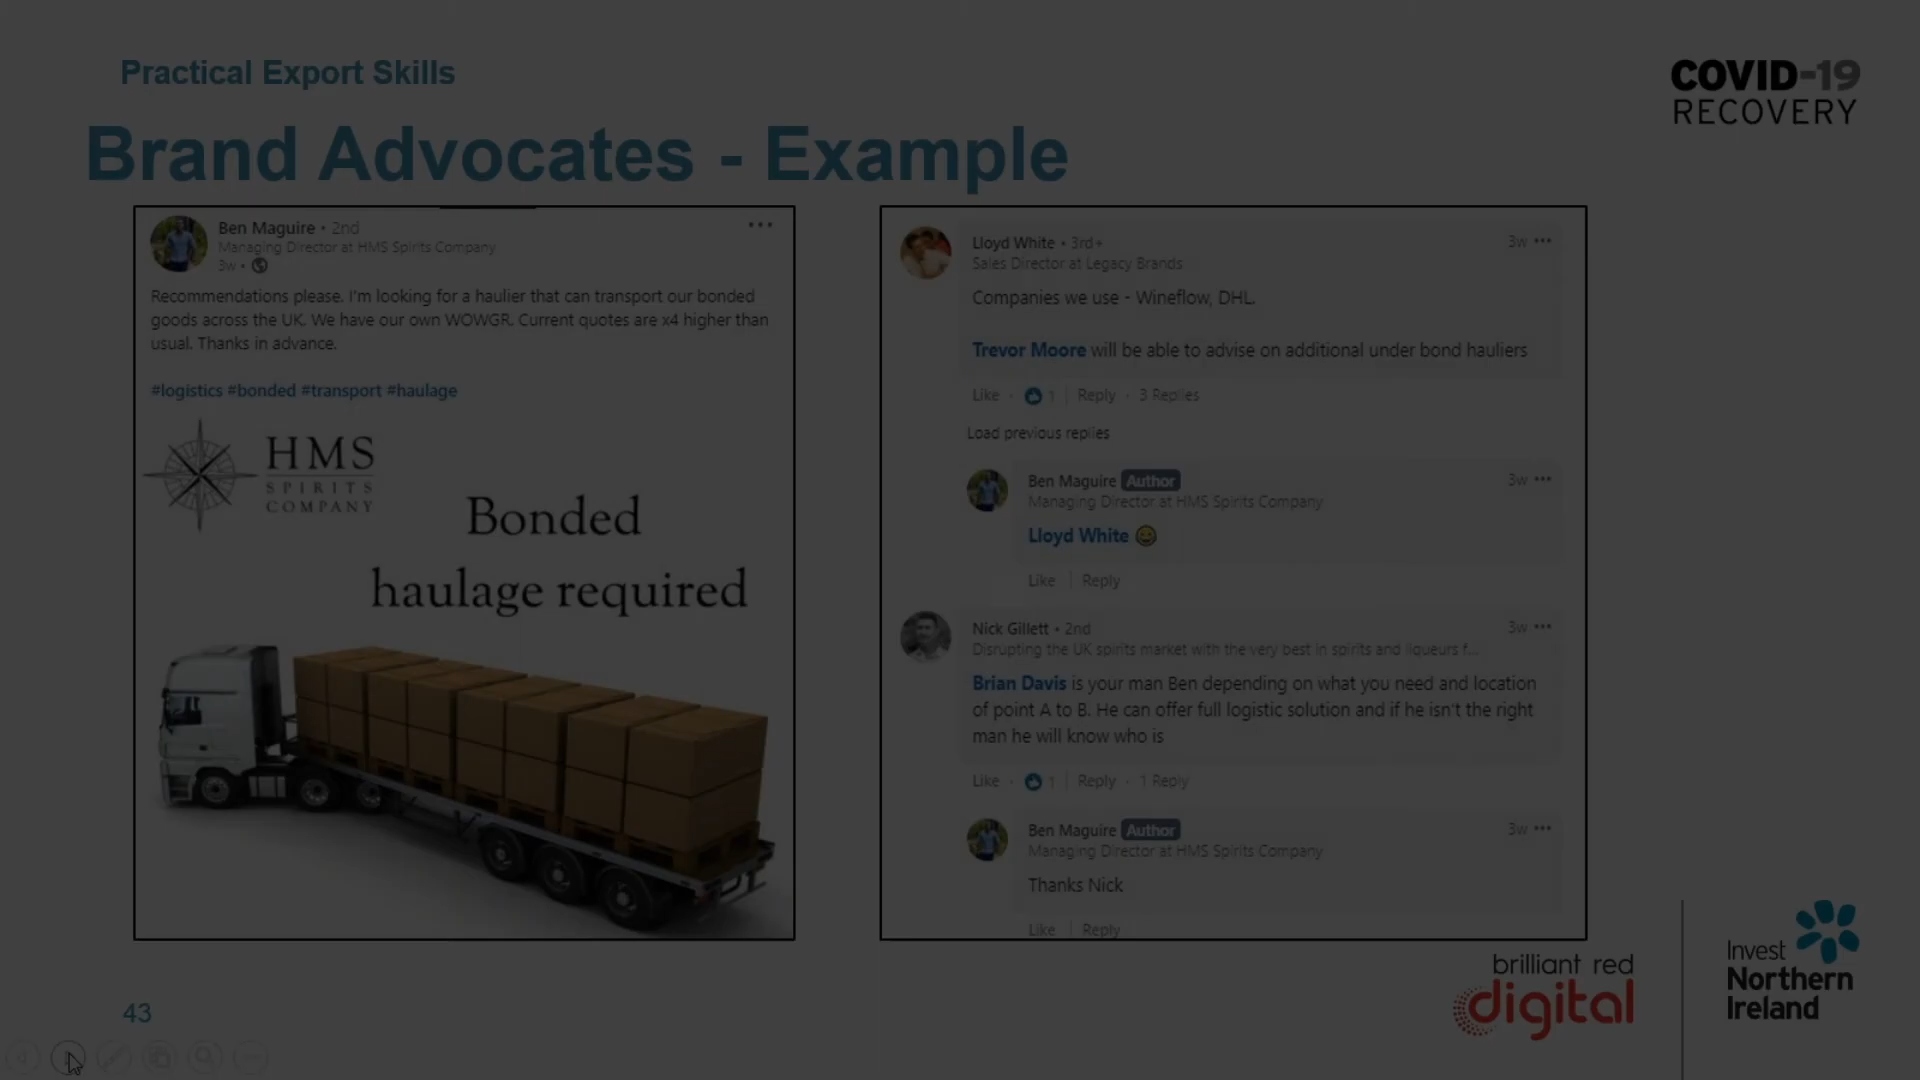 Practical Export Skills
COVID-19
RECOVERY
Brand Advocates - Example
Ben Maguire • 2nd
Managing Director at HMS Spirits Company
3w •
Recommendations please. I'm looking for a haulier that can transport our bonded
goods across the UK. We have our own WOWGR. Current quotes are x4 higher than
usual. Thanks in advance.
#logistics #bonded #transport #haulage
HMS
SPIRITS
COMPANY
Bonded
haulage required
Lloyd White • 3rd+
3w
Sales Director at Legacy Brands
Companies we use - Wineflow, DHL.
Trevor Moore will be able to advise on additional under bond hauliers
Like · 1 | Reply · 3 Replies
Load previous replies
Ben Maguire Author
3w
Managing Director at HMS Spirits Company
Lloyd White
Like | Reply
Nick Gillett • 2nd
3w
Disrupting the UK spirits market with the very best in spirits and liqueurs f...
Brian Davis is your man Ben depending on what you need and location
of point A to B. He can offer full logistic solution and if he isn't the right
man he will know who is
Like · 1 | Reply · 1 Reply
Ben Maguire Author
3w
Managing Director at HMS Spirits Company
Thanks Nick
Like | Reply
brilliant red
digital
Invest
Northern
Ireland
43